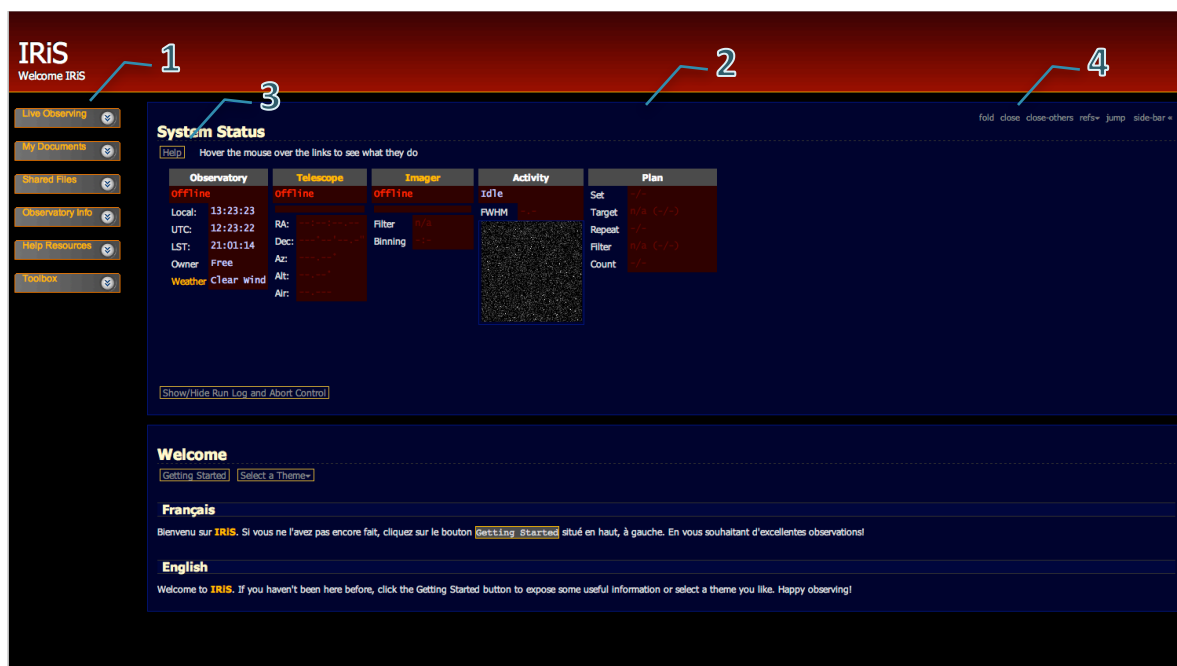 IRiS
Welcome IRiS
1
2
3
4
Live Observing
My Documents
Shared Files
Observatory Info
Help Resources
Toolbox
fold close close-others refs▾ jump side-bar «
System Status
Help Hover the mouse over the links to see what they do
Observatory Telescope Imager Activity Plan
Offline Offline Offline Idle Set -/-
Local: 13:23:23 FWHM -.- Target n/a (-/-)
UTC: 12:23:22 RA: Filter n/a Repeat -/-
LST: 21:01:14 Dec: Binning -:- Filter n/a (-/-)
Owner Free Az: Count -/-
Weather Clear Wind Alt:
Air:
Show/Hide Run Log and Abort Control
Welcome
Getting Started Select a Theme▾
Français
Bienvenu sur IRiS. Si vous ne l'avez pas encore fait, cliquez sur le bouton Getting Started situé en haut, à gauche. En vous souhaitant d'excellentes observations!
English
Welcome to IRiS. If you haven't been here before, click the Getting Started button to expose some useful information or select a theme you like. Happy observing!